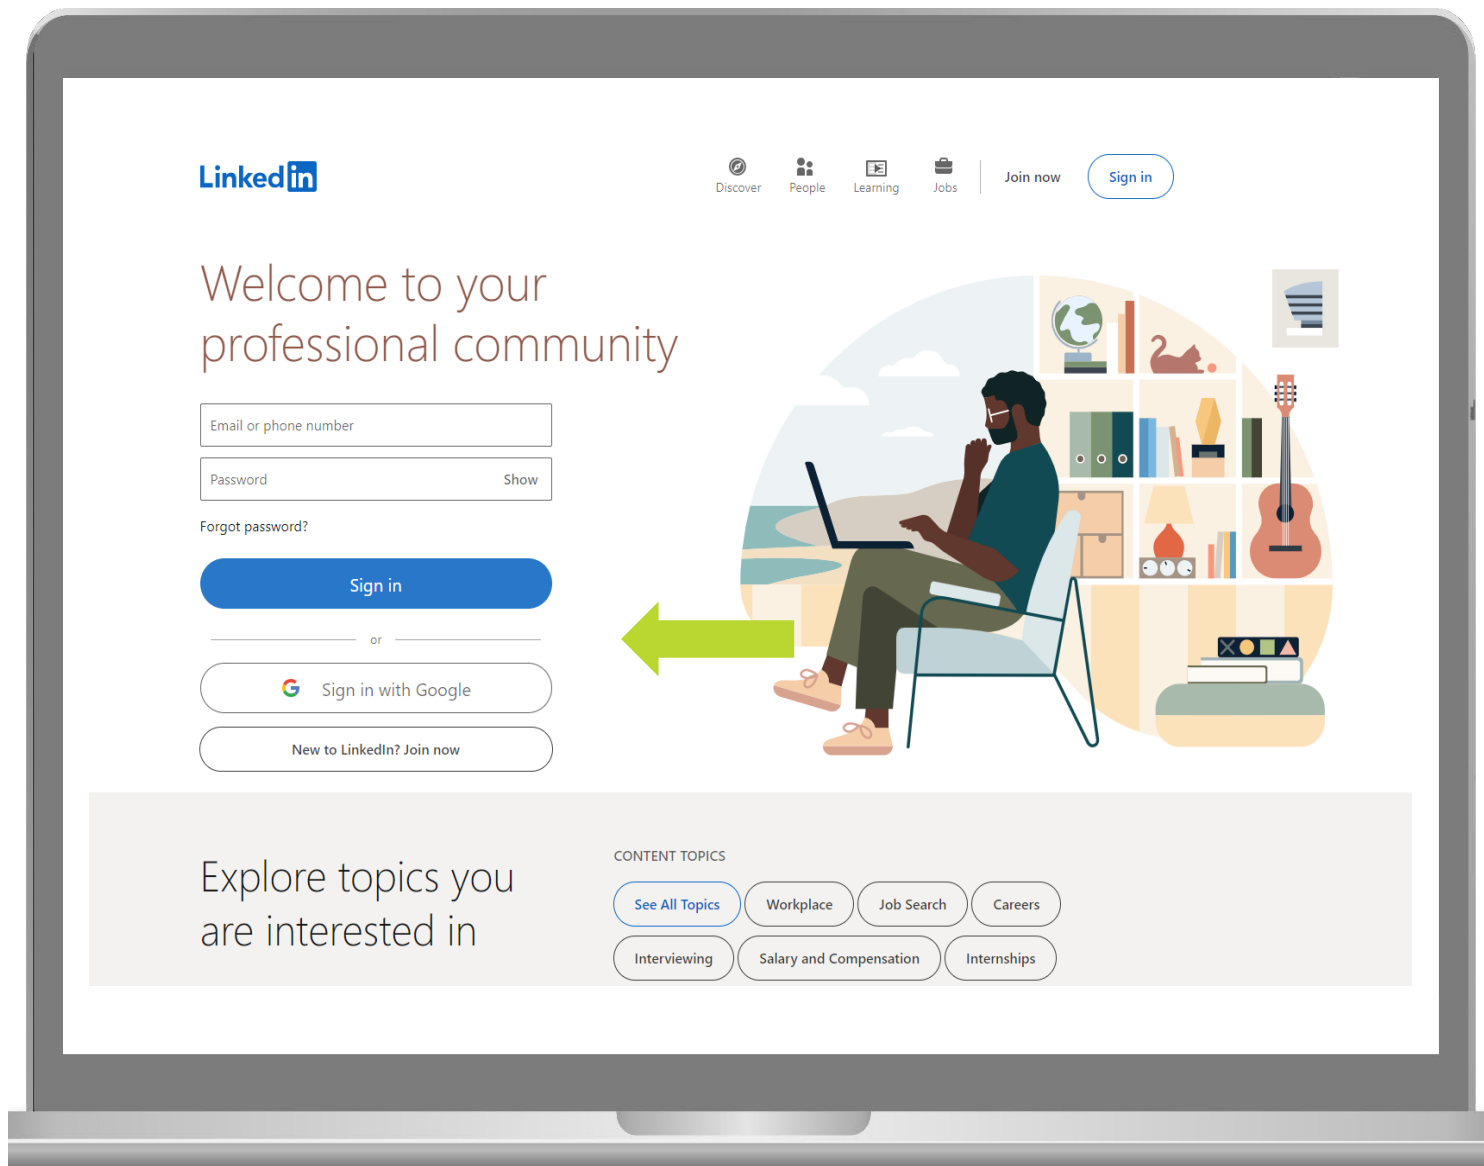 LinkedIn
Discover
People
Learning
Jobs
Join now
Sign in
Welcome to your
professional community
Email or phone number
Password
Show
Forgot password?
Sign in
or
Sign in with Google
New to LinkedIn? Join now
Explore topics you
are interested in
CONTENT TOPICS
See All Topics
Workplace
Job Search
Careers
Interviewing
Salary and Compensation
Internships